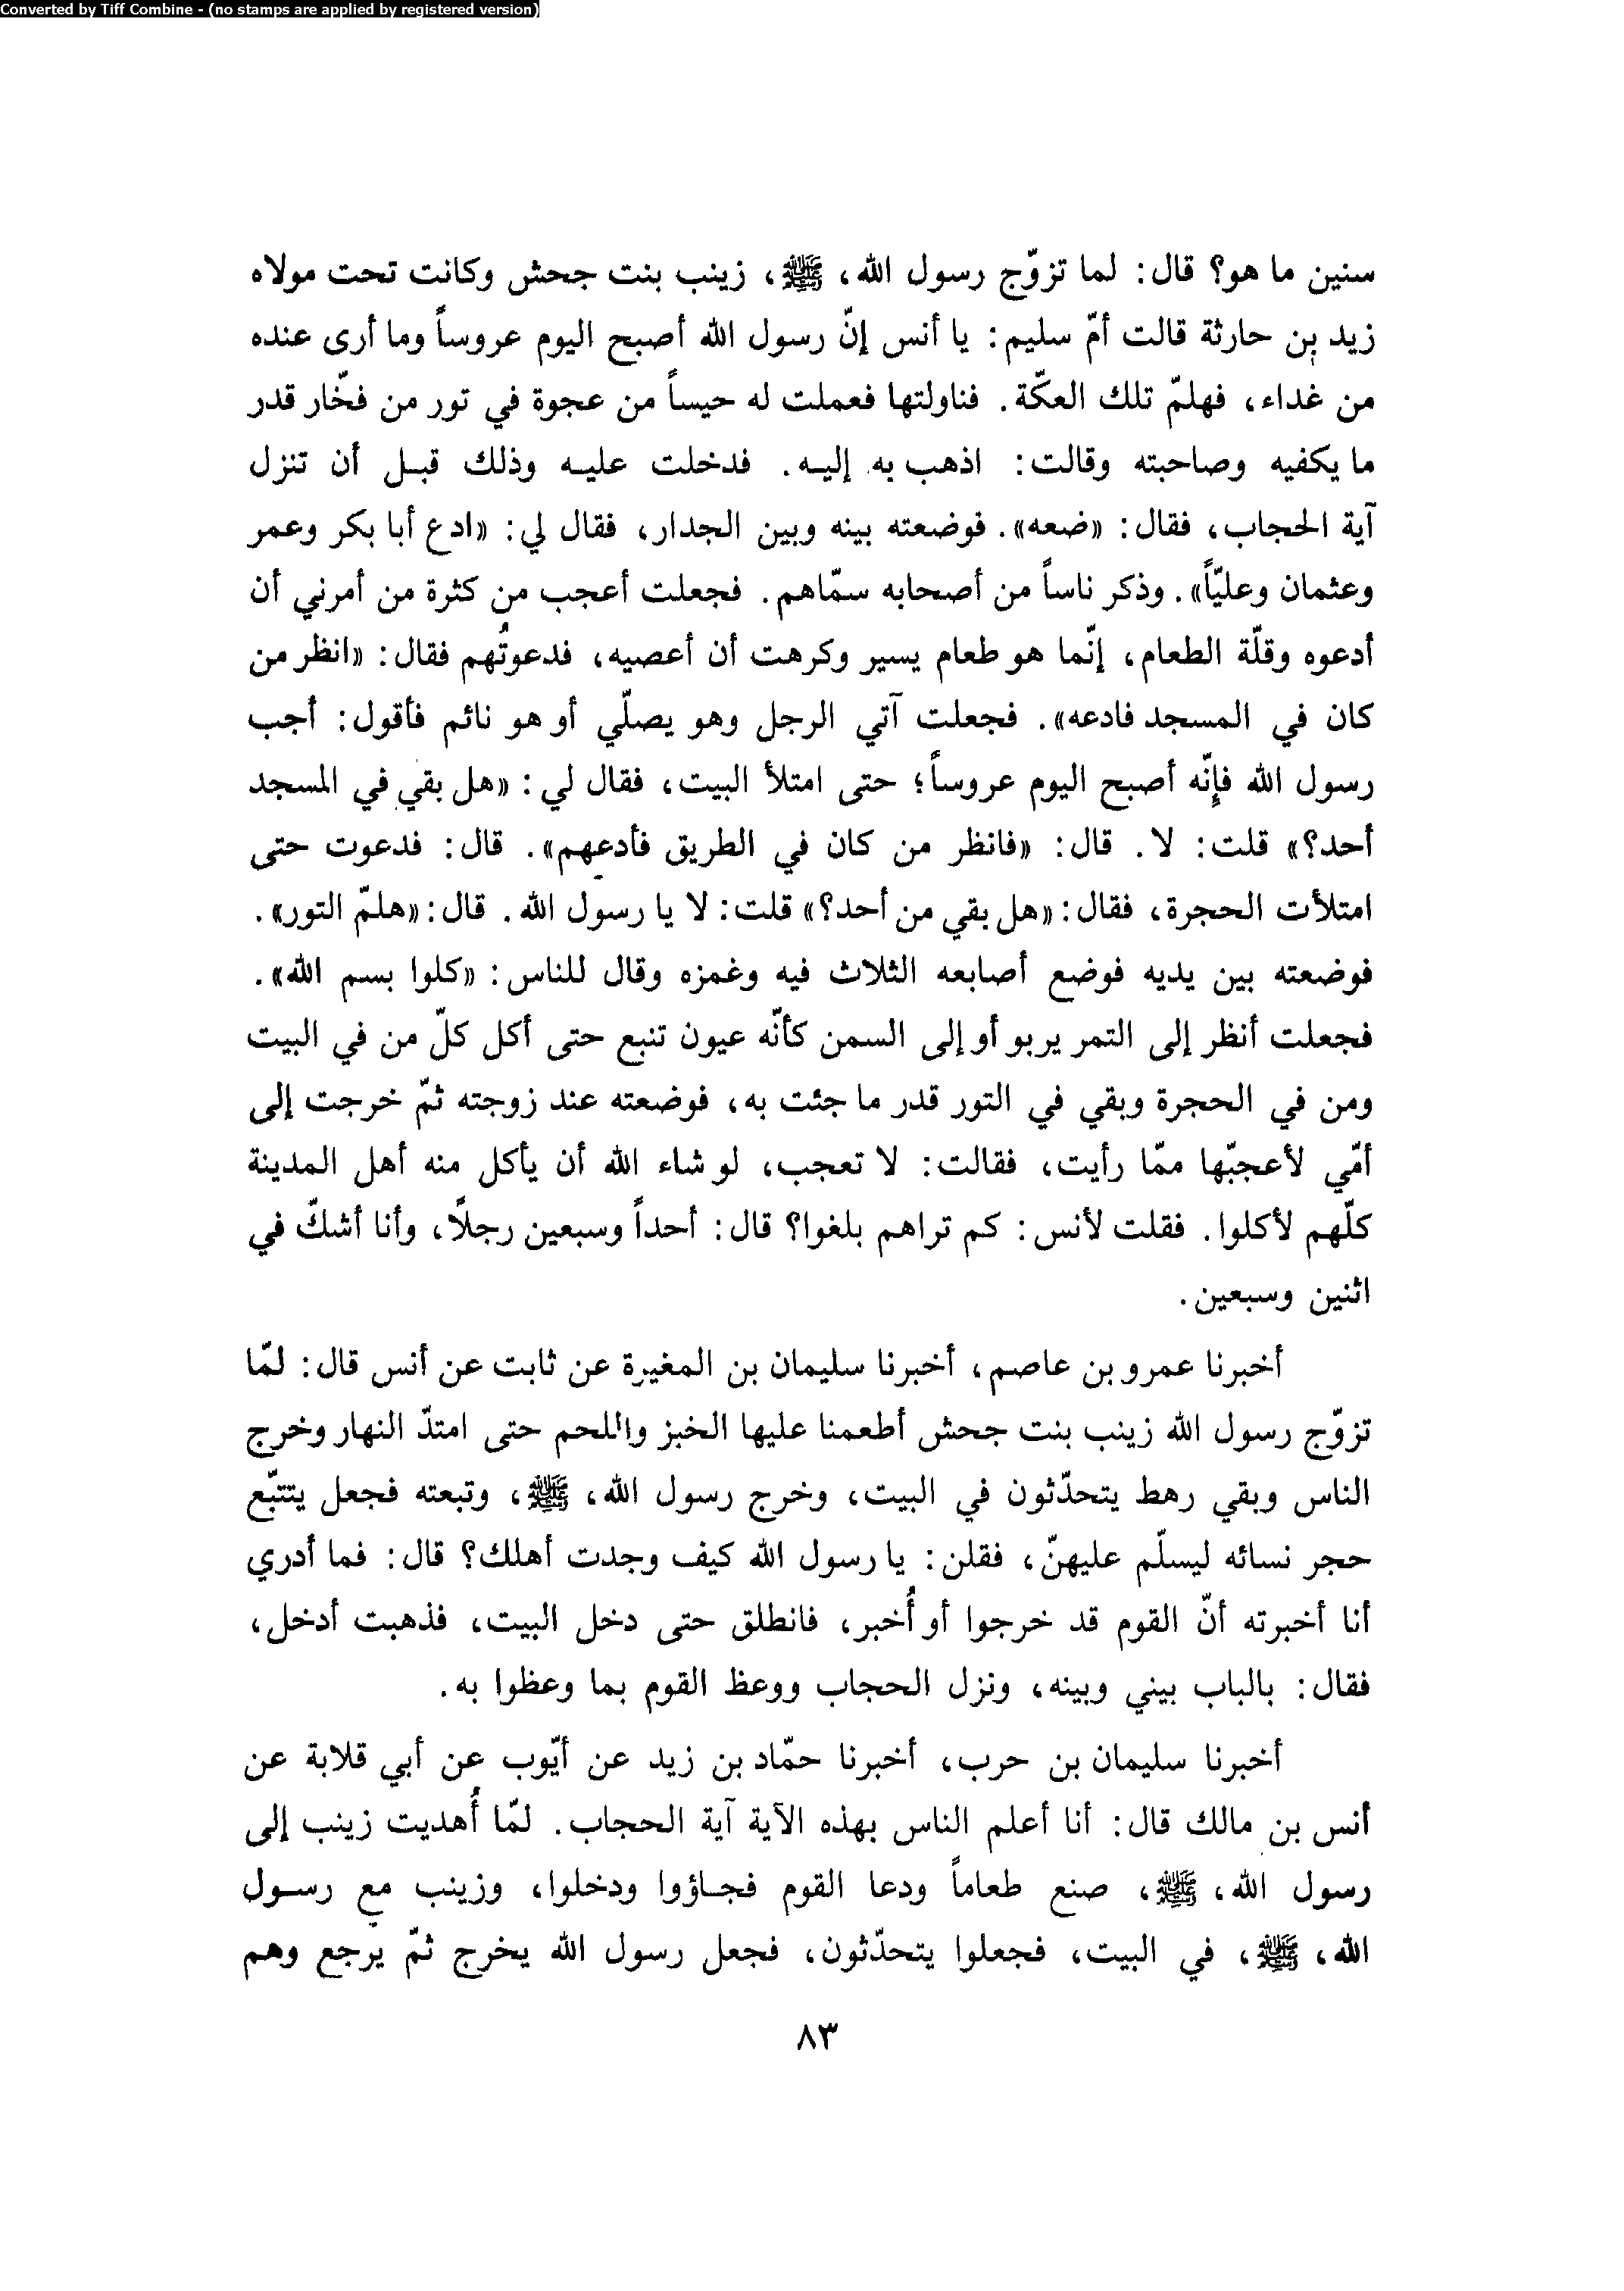 Converted by Tiff Combine - (no stamps are applied by registered version)
سنين ما هو؟ قال: لما تزوّج رسول الله، ﷺ، زينب بنت جحش وكانت تحت مولاه
زيد بن حارثة قالت أمّ سليم: يا أنس إنّ رسول الله أصبح اليوم عروساً وما أرى عنده
من غداء، فهلمّ تلك العكّة. فناولتها فعملت له حيساً من عجوة في تور من فخّار قدر
ما يكفيه وصاحبته وقالت: اذهب به إليه. فدخلت عليه وذلك قبل أن تنزل
آية الحجاب، فقال: «ضعه». فوضعته بينه وبين الجدار، فقال لي: «ادع أبا بكر وعمر
وعثمان وعليّاً». وذكر ناساً من أصحابه سمّاهم. فجعلت أعجب من كثرة من أمرني أن
أدعوه وقلّة الطعام، إنّما هو طعام يسير وكرهت أن أعصيه، فدعوتُهم فقال: «انظر من
كان في المسجد فادعه». فجعلت آتي الرجل وهو يصلّي أو هو نائم فأقول: أجب
رسول الله فإنّه أصبح اليوم عروساً؛ حتى امتلأ البيت، فقال لي: «هل بقي في المسجد
أحد؟» قلت: لا. قال: «فانظر من كان في الطريق فأدعهم». قال: فدعوت حتى
امتلأت الحجرة، فقال: «هل بقي من أحد؟» قلت: لا يا رسول الله. قال: «هلمّ التور».
فوضعته بين يديه فوضع أصابعه الثلاث فيه وغمزه وقال للناس: «كلوا بسم الله».
فجعلت أنظر إلى التمر يربو أو إلى السمن كأنّه عيون تنبع حتى أكل كلّ من في البيت
ومن في الحجرة وبقي في التور قدر ما جئت به، فوضعته عند زوجته ثمّ خرجت إلى
أمّي لأعجبّها ممّا رأيت، فقالت: لا تعجب، لو شاء الله أن يأكل منه أهل المدينة
كلّهم لأكلوا. فقلت لأنس: كم تراهم بلغوا؟ قال: أحداً وسبعين رجلاً، وأنا أشكّ في
اثنين وسبعين.
أخبرنا عمرو بن عاصم، أخبرنا سليمان بن المغيرة عن ثابت عن أنس قال: لمّا
تزوّج رسول الله زينب بنت جحش أطعمنا عليها الخبز واللحم حتى امتدّ النهار وخرج
الناس وبقي رهط يتحدّثون في البيت، وخرج رسول الله، ﷺ، وتبعته فجعل يتتبّع
حجر نسائه ليسلّم عليهنّ، فقلن: يا رسول الله كيف وجدت أهلك؟ قال: فما أدري
أنا أخبرته أنّ القوم قد خرجوا أو أُخبر، فانطلق حتى دخل البيت، فذهبت أدخل،
فقال: بالباب بيني وبينه، ونزل الحجاب ووعظ القوم بما وعظوا به.
أخبرنا سليمان بن حرب، أخبرنا حمّاد بن زيد عن أيّوب عن أبي قلابة عن
أنس بن مالك قال: أنا أعلم الناس بهذه الآية آية الحجاب. لمّا أُهديت زينب إلى
رسول الله، ﷺ، صنع طعاماً ودعا القوم فجاؤوا ودخلوا، وزينب مع رسول
الله، ﷺ، في البيت، فجعلوا يتحدّثون، فجعل رسول الله يخرج ثمّ يرجع وهم
٨٣